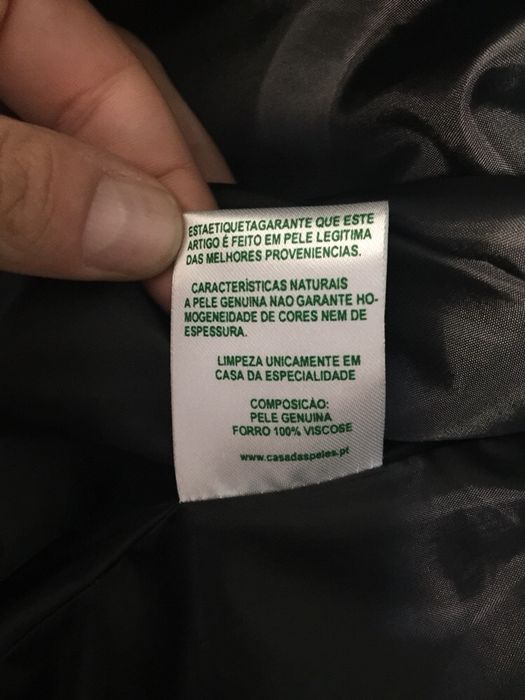 ESTAETIQUETAGARANTE QUE ESTE
ARTIGO É FEITO EM PELE LEGITIMA
DAS MELHORES PROVENIENCIAS.
CARACTERÍSTICAS NATURAIS
A PELE GENUINA NAO GARANTE HO-
MOGENEIDADE DE CORES NEM DE
ESPESSURA.
LIMPEZA UNICAMENTE EM
CASA DA ESPECIALIDADE
COMPOSICÃO:
PELE GENUINA
FORRO 100% VISCOSE
www.casadaspeles.pt